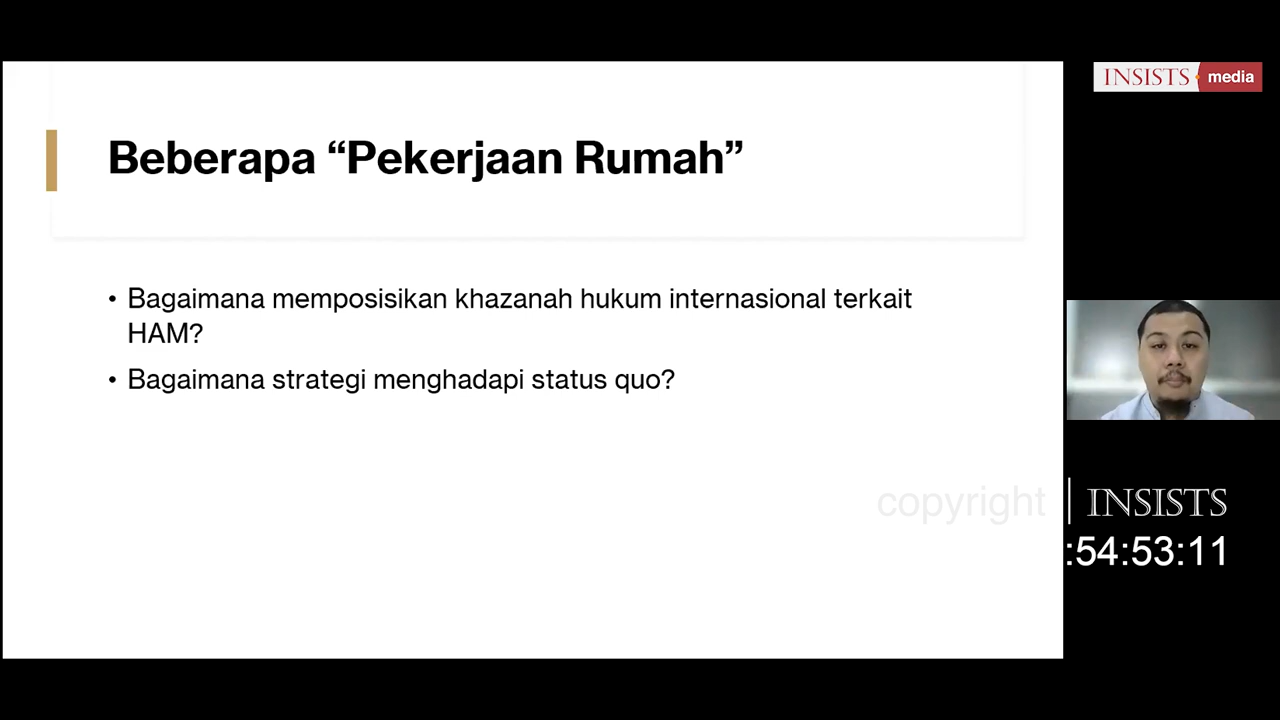 INSISTS media
Beberapa “Pekerjaan Rumah”
• Bagaimana memposisikan khazanah hukum internasional terkait
HAM?
• Bagaimana strategi menghadapi status quo?
copyright INSISTS
:54:53:11